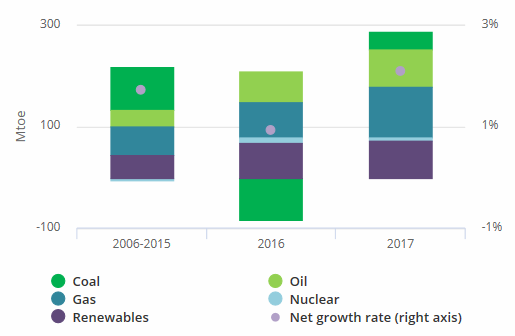 300
3%
Mtoe
100
1%
-100
-1%
2006-2015
2016
2017
Coal
Oil
Gas
Nuclear
Renewables
Net growth rate (right axis)